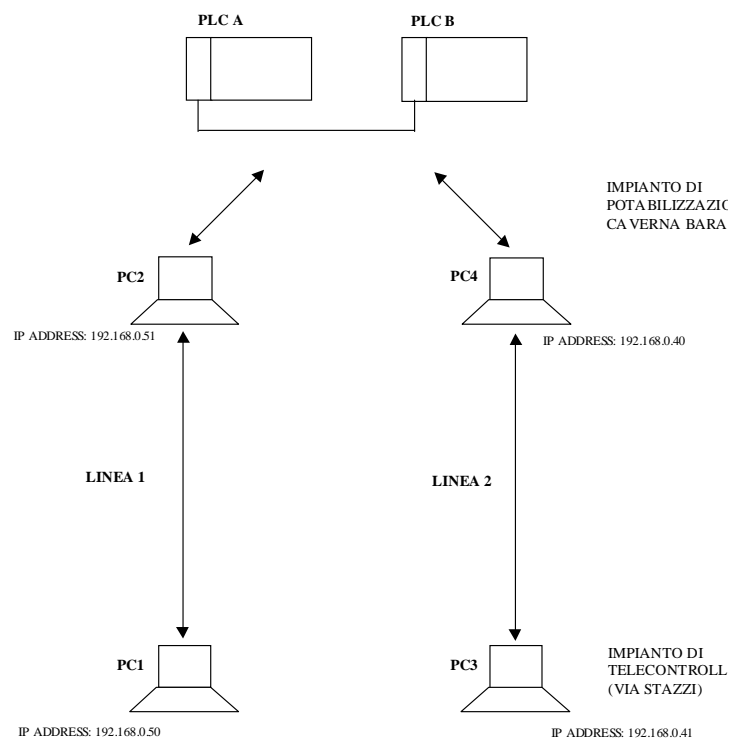 PLC A
PLC B
IMPIANTO DI
POTABILIZZAZIO
CAVERNA BARA
PC2
PC4
IP ADDRESS: 192.168.0.51
IP ADDRESS: 192.168.0.40
LINEA 1
LINEA 2
PC1
PC3
IMPIANTO DI
TELECONTROLL
(VIA STAZZI)
IP ADDRESS: 192.168.0.50
IP ADDRESS: 192.168.0.41